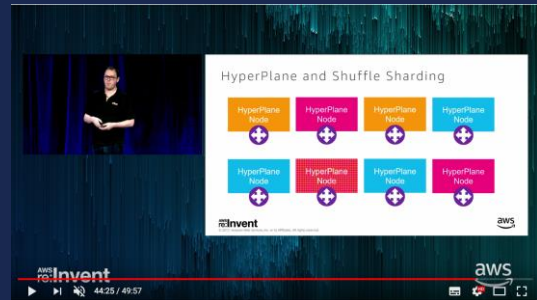 HyperPlane and Shuffle Sharding
HyperPlane Node
HyperPlane Node
HyperPlane Node
HyperPlane Node
HyperPlane Node
HyperPlane Node
HyperPlane Node
HyperPlane Node
AWS
re:Invent
aws
AWS
re:Invent
aws
44:25 / 49:57